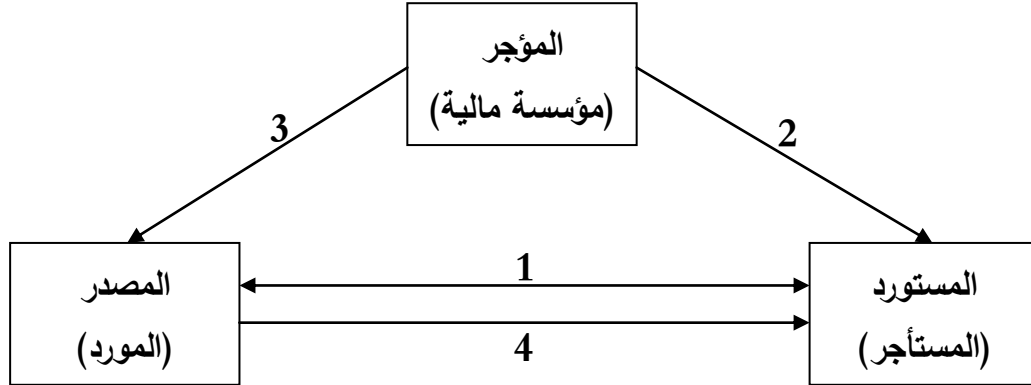 المؤجر
(مؤسسة مالية)
3
2
المصدر
(المورد)
1
4
المستورد
(المستأجر)